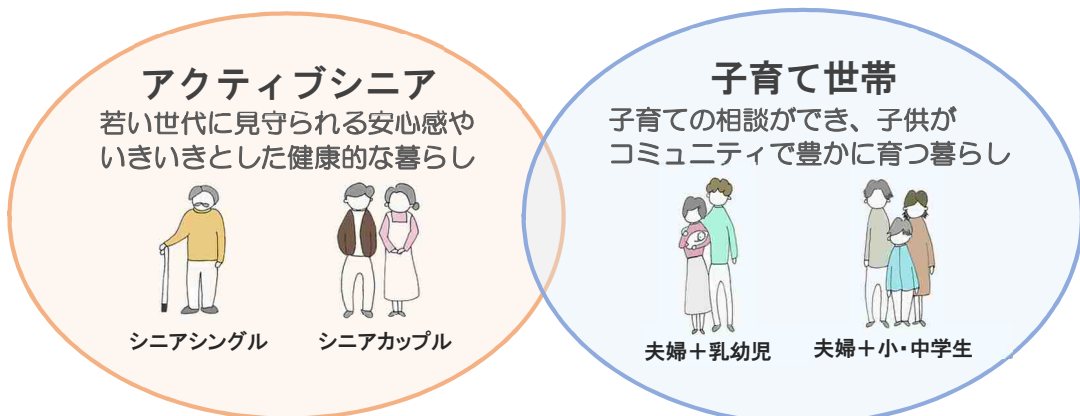 アクティブシニア
若い世代に見守られる安心感や
いきいきとした健康的な暮らし
シニアシングル
シニアカップル
子育て世帯
子育ての相談ができ、子供が
コミュニティで豊かに育つ暮らし
夫婦＋乳幼児
夫婦＋小・中学生